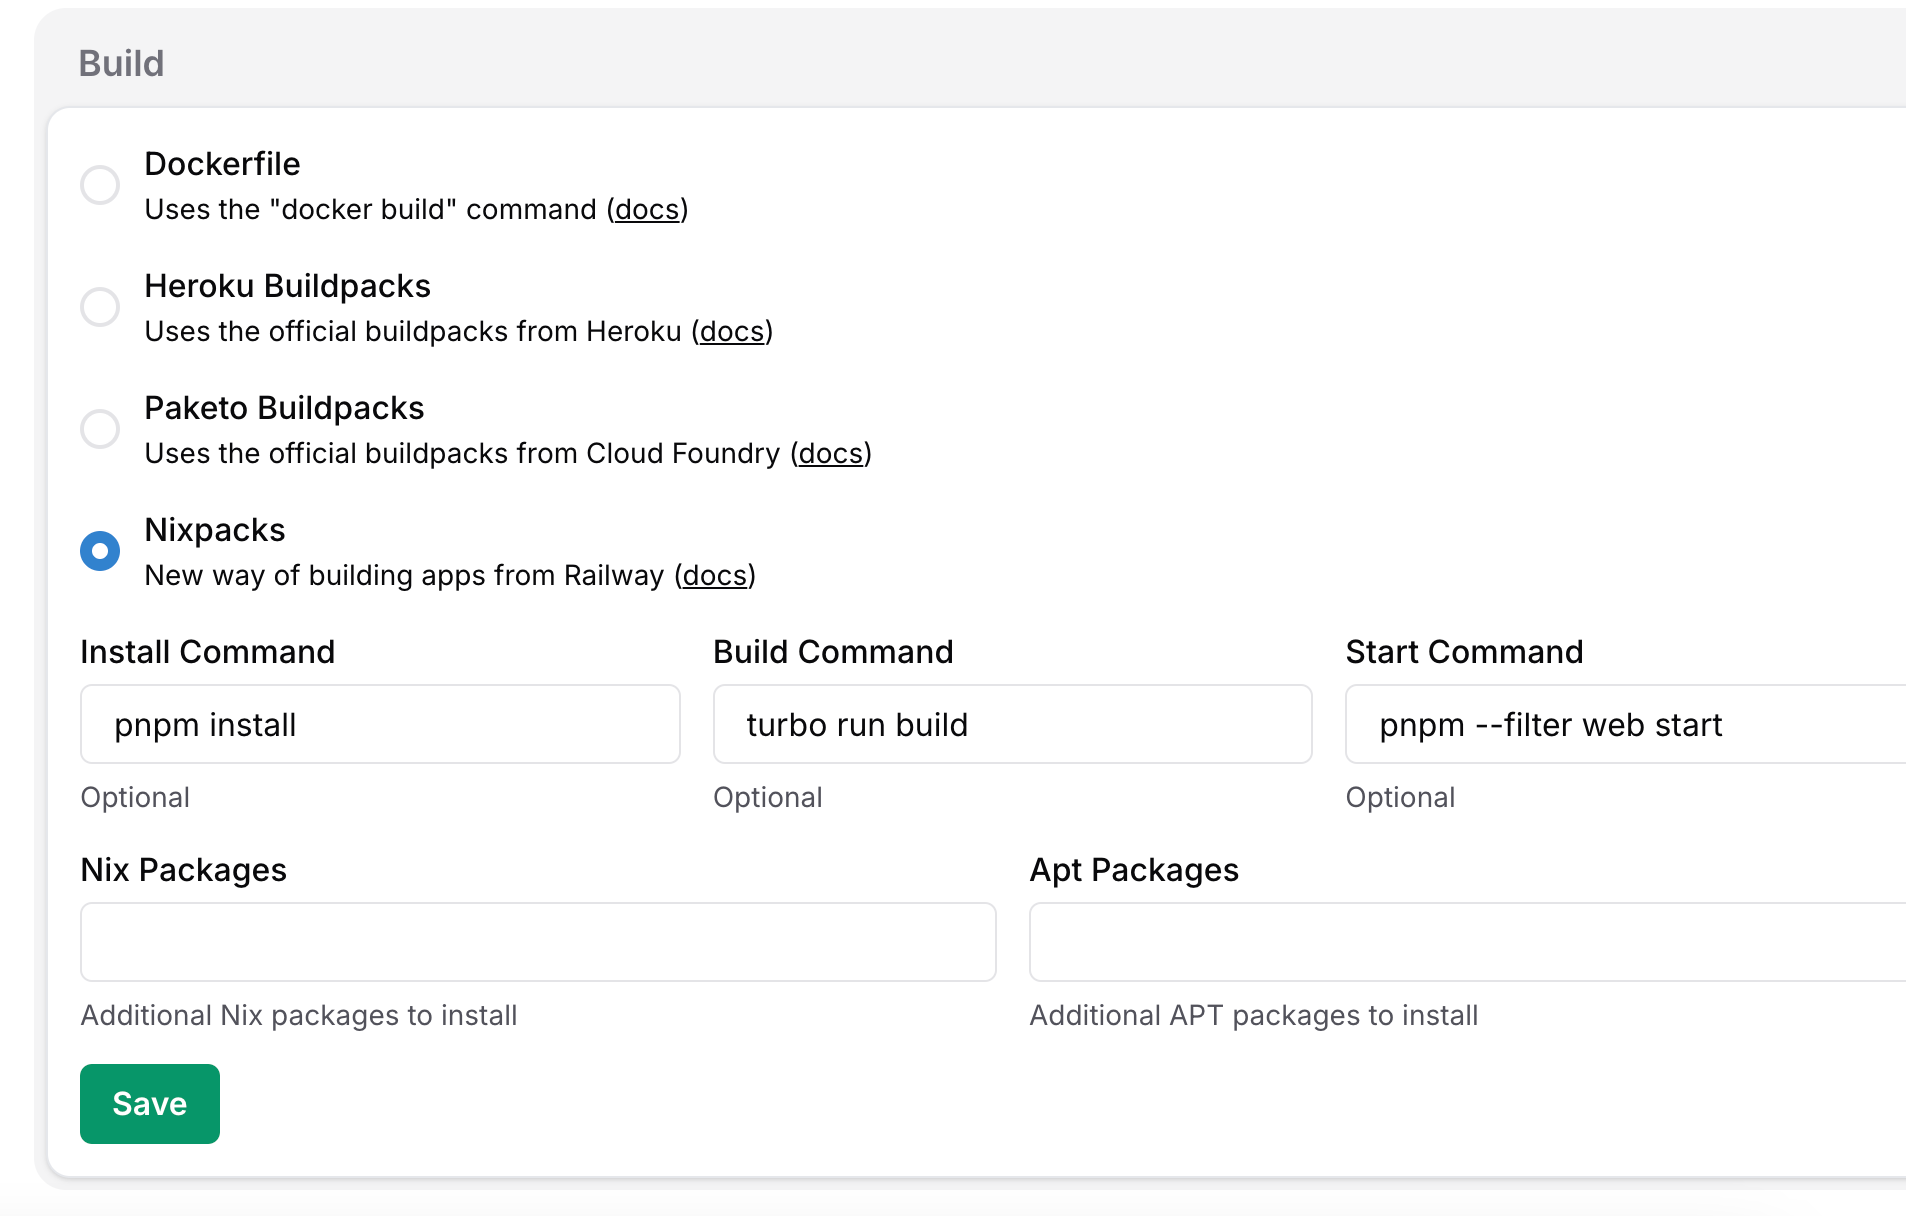 Build
Dockerfile
Uses the "docker build" command (docs)
Heroku Buildpacks
Uses the official buildpacks from Heroku (docs)
Paketo Buildpacks
Uses the official buildpacks from Cloud Foundry (docs)
Nixpacks
New way of building apps from Railway (docs)
Install Command
Build Command
Start Command
pnpm install
turbo run build
pnpm --filter web start
Optional
Optional
Optional
Nix Packages
Apt Packages
Additional Nix packages to install
Additional APT packages to install
Save